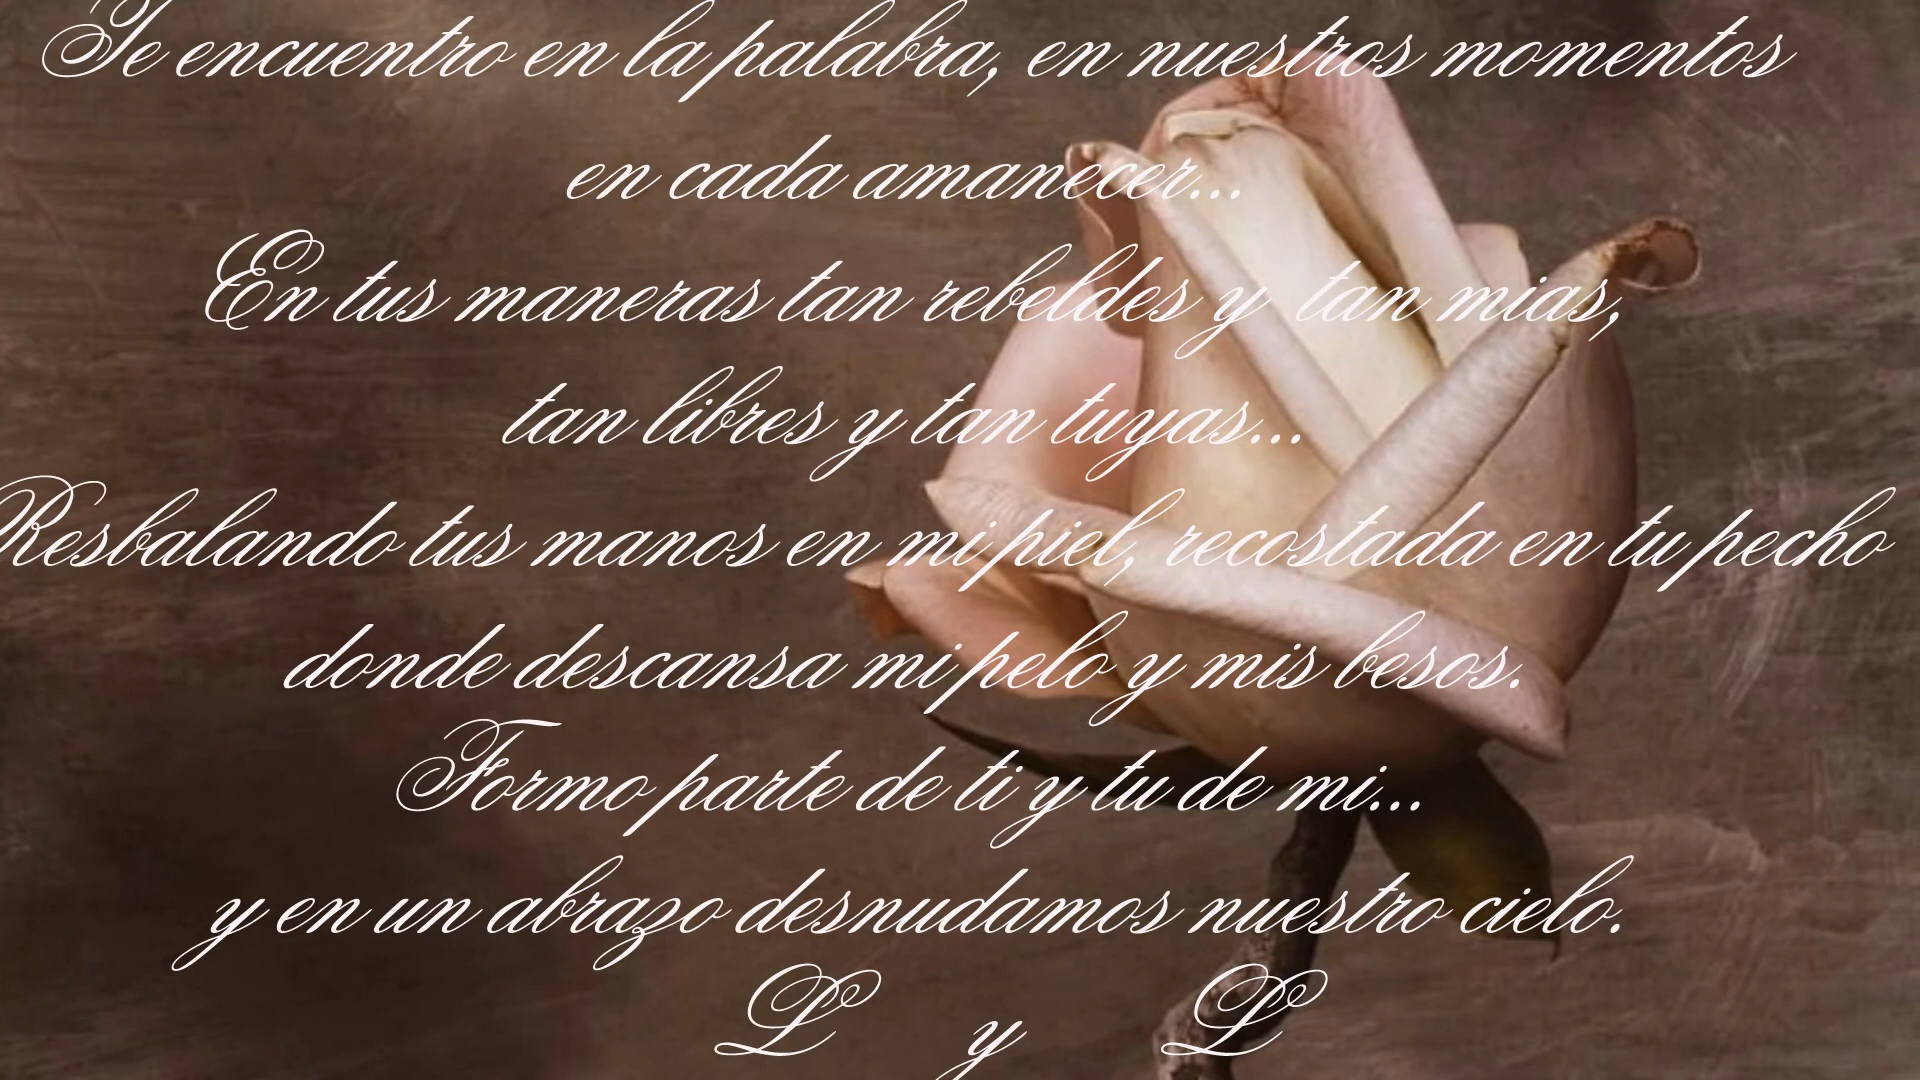 Te encuentro en la palabra, en nuestros momentos
en cada amanecer...
En tus maneras tan rebeldes y tan mias,
tan libres y tan tuyas...
Resbalando tus manos en mi piel, recostada en tu pecho
donde descansa mi pelo y mis besos.
Formo parte de ti y tu de mi...
y en un abrazo desnudamos nuestro cielo.
L y L